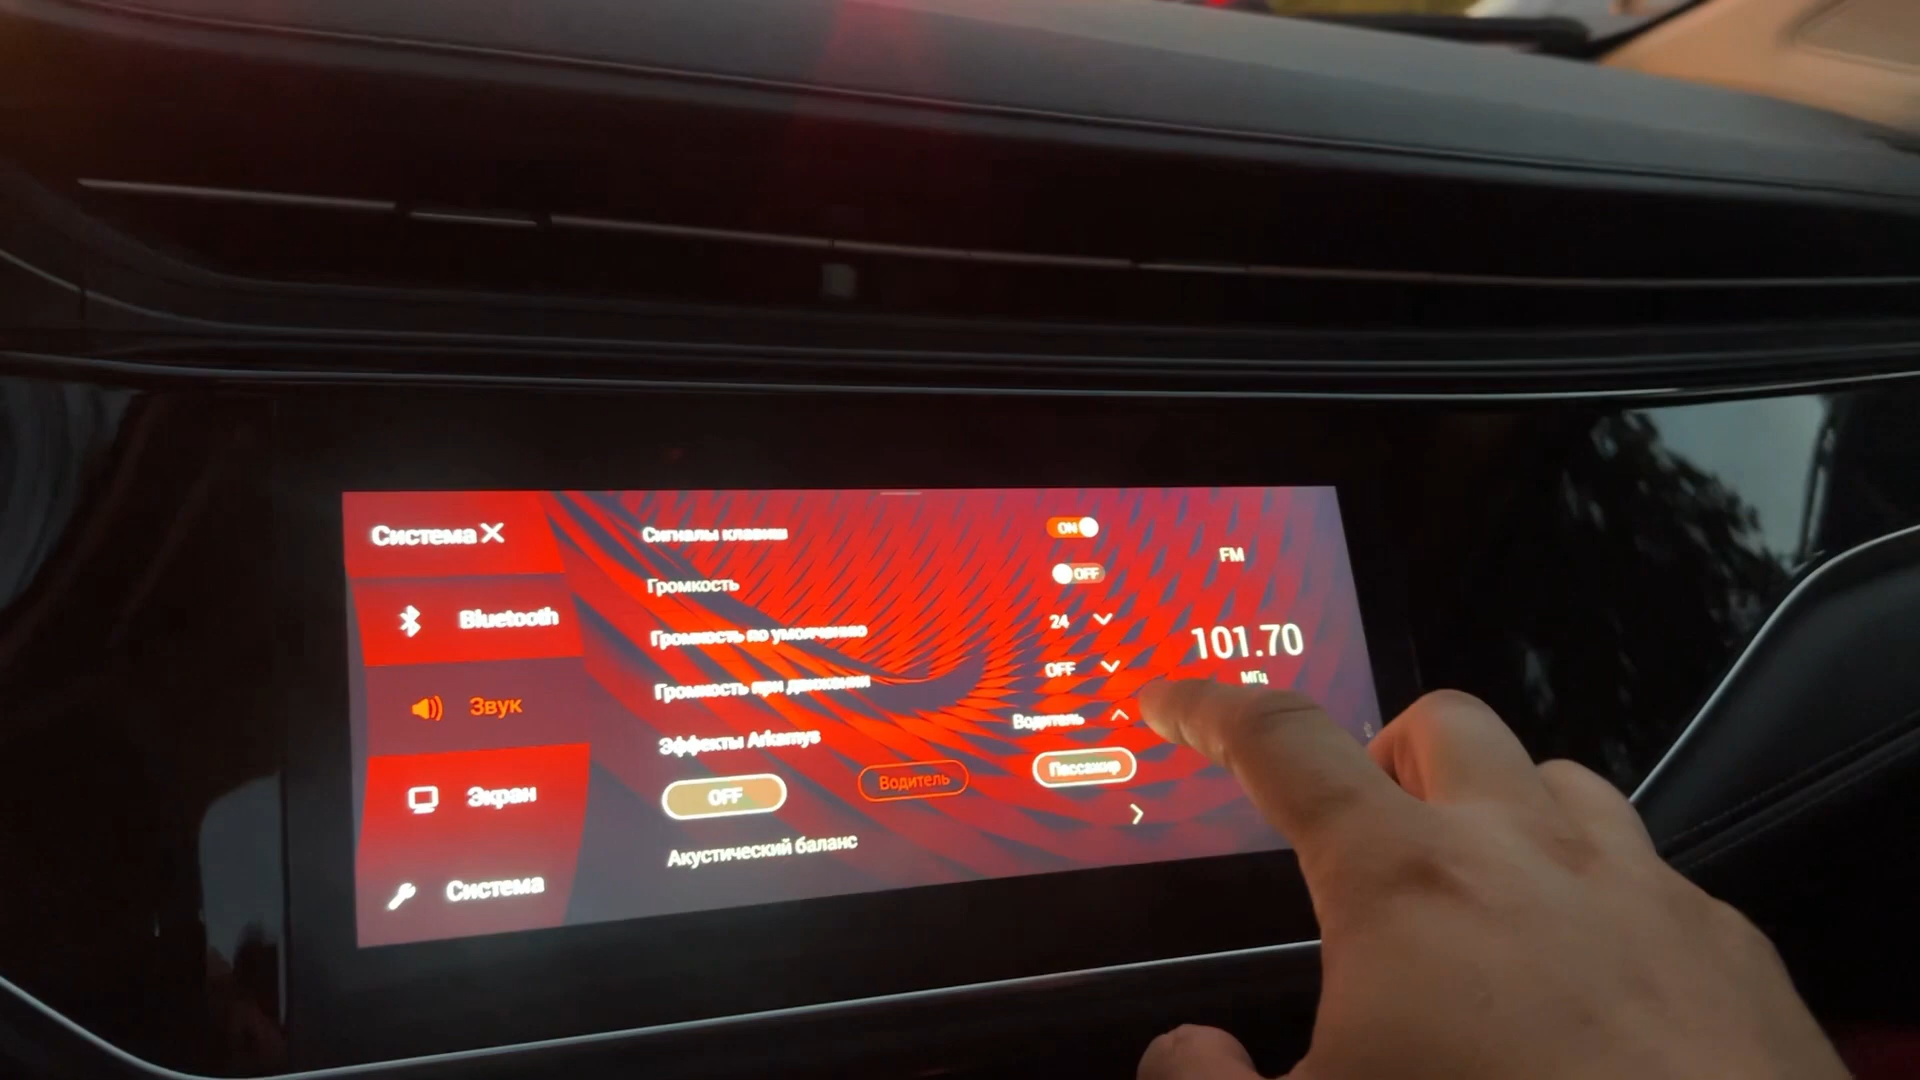 Система
Bluetooth
Звук
Экран
Система
Сигналы клавиш
ON
Громкость
OFF
Громкость по умолчанию
24
Громкость при движении
OFF
Эффекты Arkamys
Водитель
OFF
Водитель
Пассажир
Акустический баланс
FM
101.70
МГц